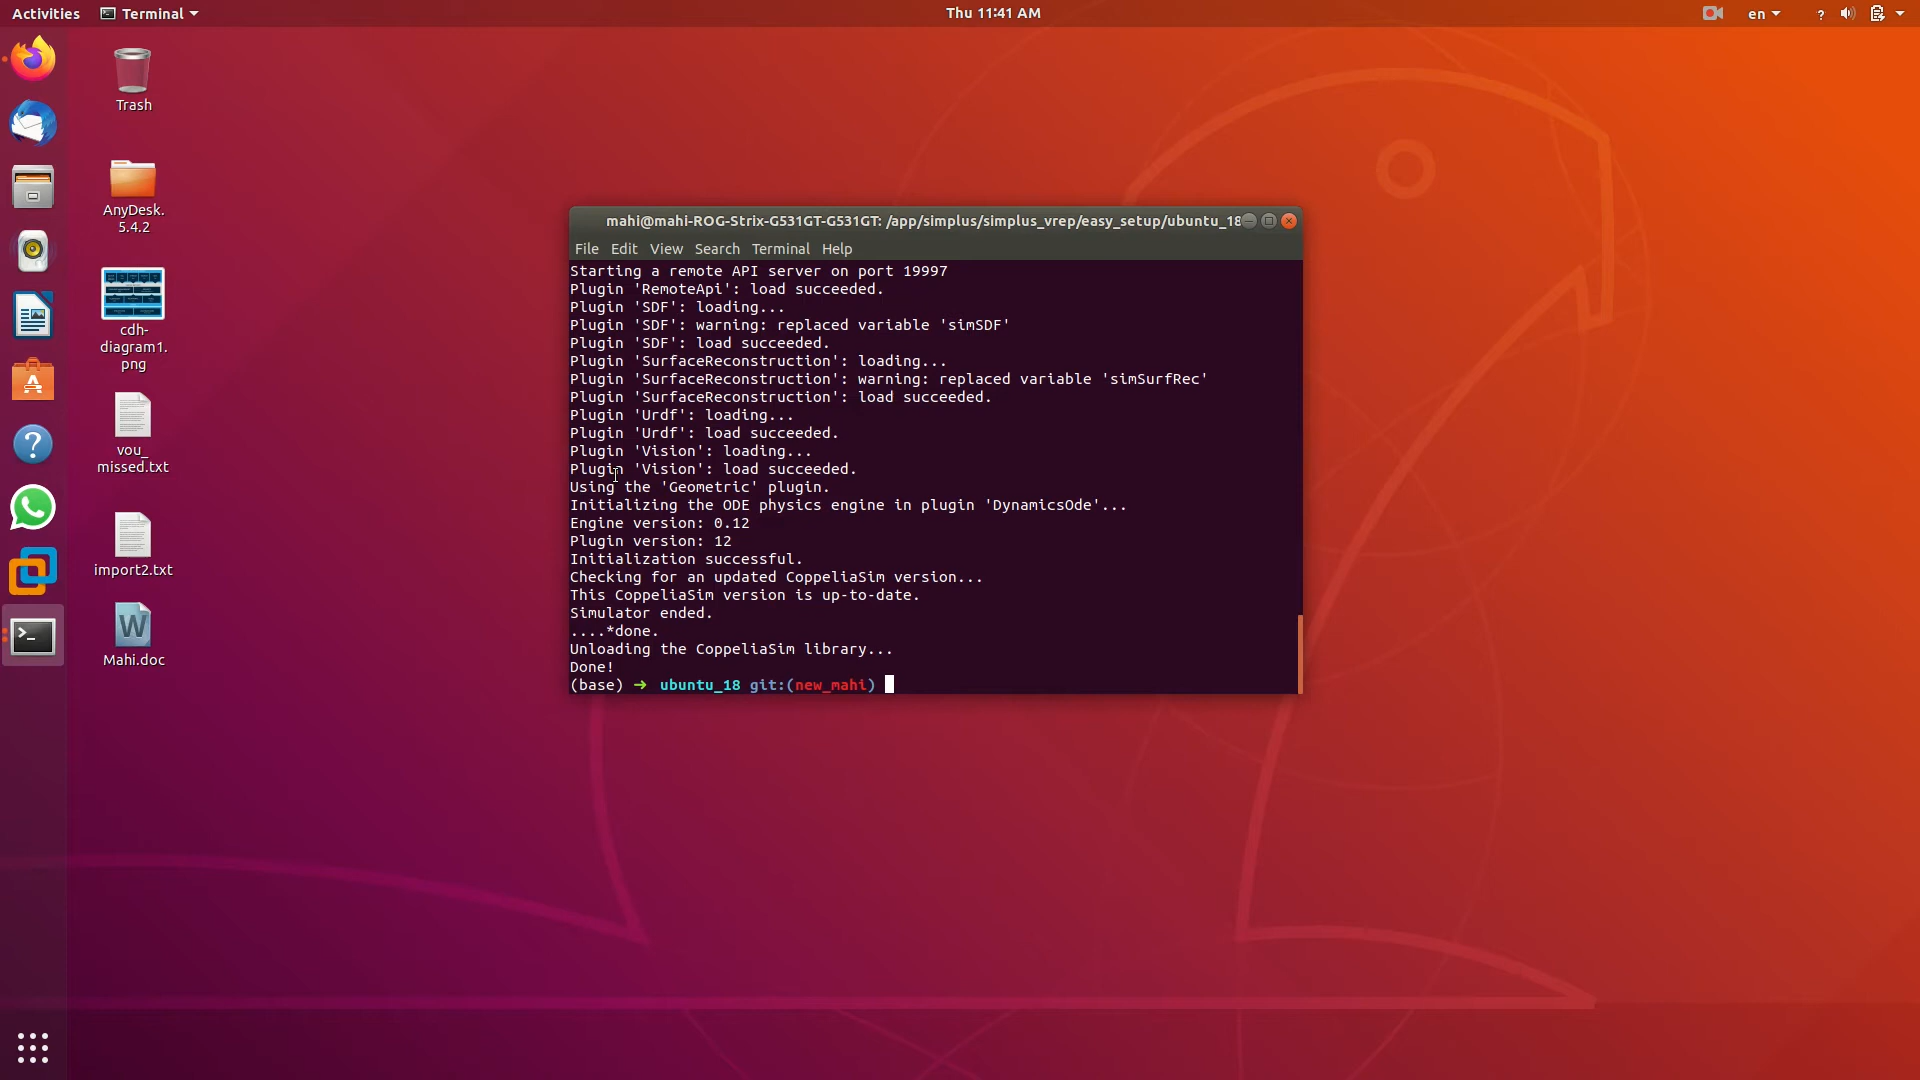 Activities
Terminal
Thu 11:41 AM
en
?
Trash
AnyDesk.
5.4.2
cdh-
diagram1.
png
vou_
missed.txt
import2.txt
W
Mahi.doc
mahi@mahi-ROG-Strix-G531GT-G531GT: /app/simplus/simplus_vrep/easy_setup/ubuntu_18
File Edit View Search Terminal Help
Starting a remote API server on port 19997
Plugin 'RemoteApi': load succeeded.
Plugin 'SDF': loading...
Plugin 'SDF': warning: replaced variable 'simSDF'
Plugin 'SDF': load succeeded.
Plugin 'SurfaceReconstruction': loading...
Plugin 'SurfaceReconstruction': warning: replaced variable 'simSurfRec'
Plugin 'SurfaceReconstruction': load succeeded.
Plugin 'Urdf': loading...
Plugin 'Urdf': load succeeded.
Plugin 'Vision': loading...
Plugin 'Vision': load succeeded.
Using the 'Geometric' plugin.
Initializing the ODE physics engine in plugin 'DynamicsOde'...
Engine version: 0.12
Plugin version: 12
Initialization successful.
Checking for an updated CoppeliaSim version...
This CoppeliaSim version is up-to-date.
Simulator ended.
....*done.
Unloading the CoppeliaSim library...
Done!
(base) ➜ ubuntu_18 git:(new_mahi)